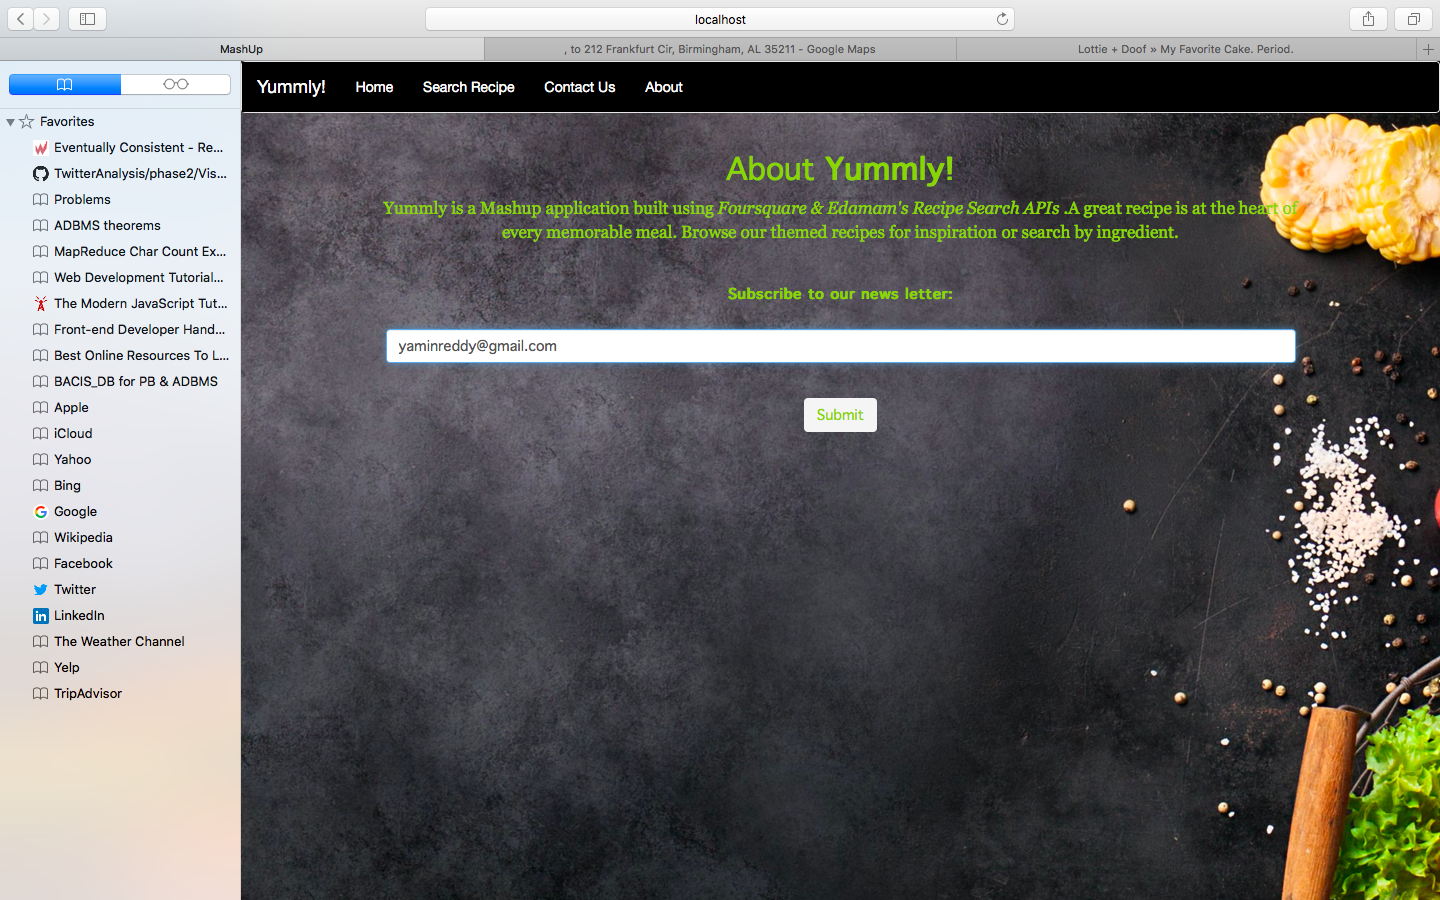 localhost
MashUp
, to 212 Frankfurt Cir, Birmingham, AL 35211 - Google Maps
Lottie + Doof » My Favorite Cake. Period.
Favorites
Eventually Consistent - Re...
TwitterAnalysis/phase2/Vis...
Problems
ADBMS theorems
MapReduce Char Count Ex...
Web Development Tutorial...
The Modern JavaScript Tut...
Front-end Developer Hand...
Best Online Resources To L...
BACIS_DB for PB & ADBMS
Apple
iCloud
Yahoo
Bing
Google
Wikipedia
Facebook
Twitter
LinkedIn
The Weather Channel
Yelp
TripAdvisor
Yummly! Home Search Recipe Contact Us About
About Yummly!
Yummly is a Mashup application built using Foursquare & Edamam's Recipe Search APIs .A great recipe is at the heart of
every memorable meal. Browse our themed recipes for inspiration or search by ingredient.
Subscribe to our news letter:
yaminreddy@gmail.com
Submit